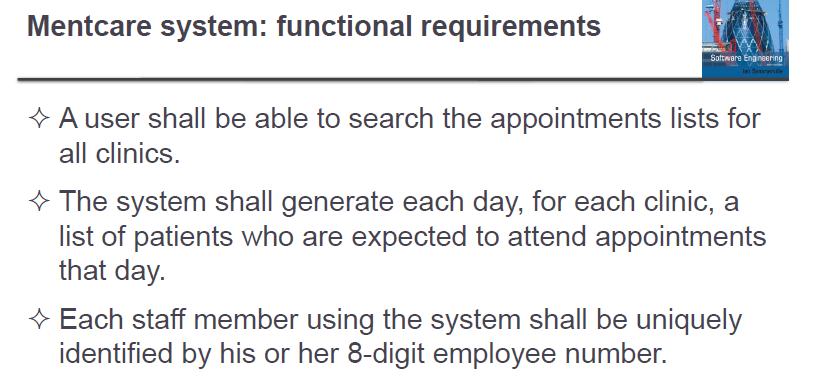 Mentcare system: functional requirements
Software Engineering
Ian Sommerville
✧ A user shall be able to search the appointments lists for
all clinics.
✧ The system shall generate each day, for each clinic, a
list of patients who are expected to attend appointments
that day.
✧ Each staff member using the system shall be uniquely
identified by his or her 8-digit employee number.